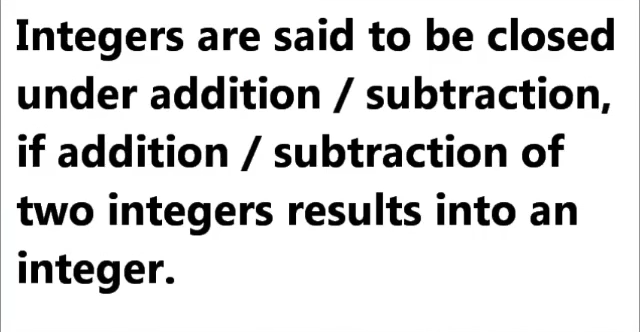 Integers are said to be closed
under addition / subtraction,
if addition / subtraction of
two integers results into an
integer.